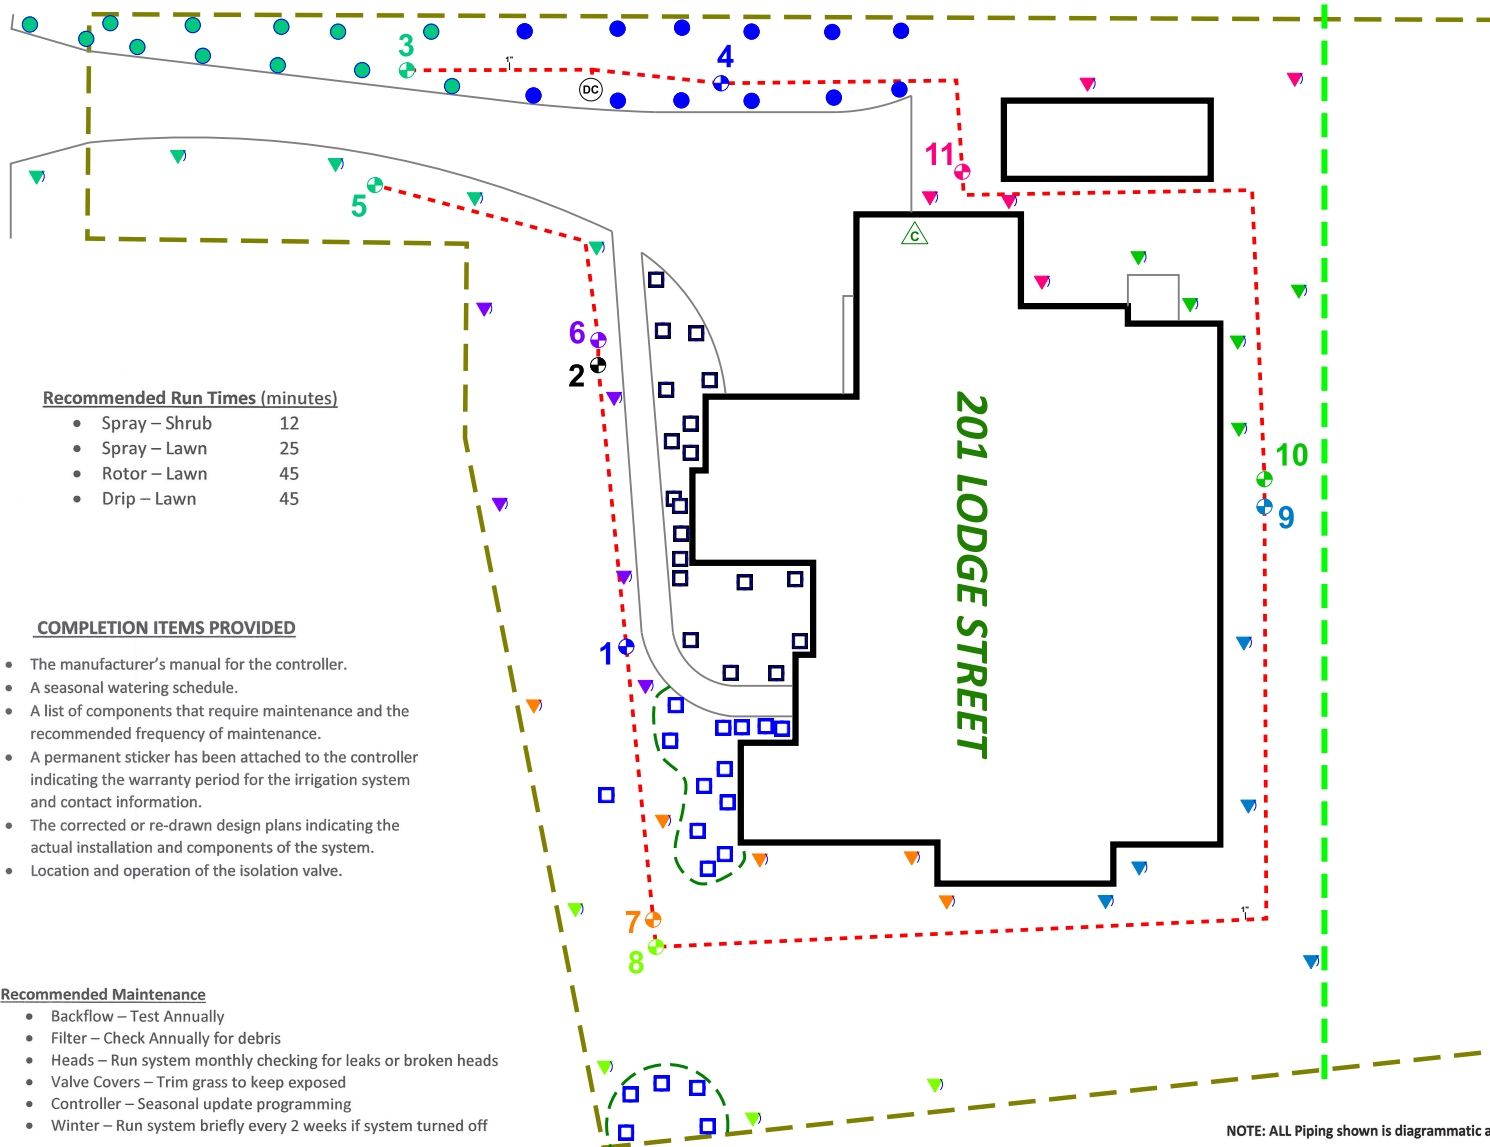 3
1"
4
DC
11
5
C
6
2
Recommended Run Times (minutes)
• Spray – Shrub 12
• Spray – Lawn 25
• Rotor – Lawn 45
• Drip – Lawn 45
201 LODGE STREET
10
9
COMPLETION ITEMS PROVIDED
1
• The manufacturer's manual for the controller.
• A seasonal watering schedule.
• A list of components that require maintenance and the
recommended frequency of maintenance.
• A permanent sticker has been attached to the controller
indicating the warranty period for the irrigation system
and contact information.
• The corrected or re-drawn design plans indicating the
actual installation and components of the system.
• Location and operation of the isolation valve.
7
1"
8
Recommended Maintenance
• Backflow – Test Annually
• Filter – Check Annually for debris
• Heads – Run system monthly checking for leaks or broken heads
• Valve Covers – Trim grass to keep exposed
• Controller – Seasonal update programming
• Winter – Run system briefly every 2 weeks if system turned off
NOTE: ALL Piping shown is diagrammatic a